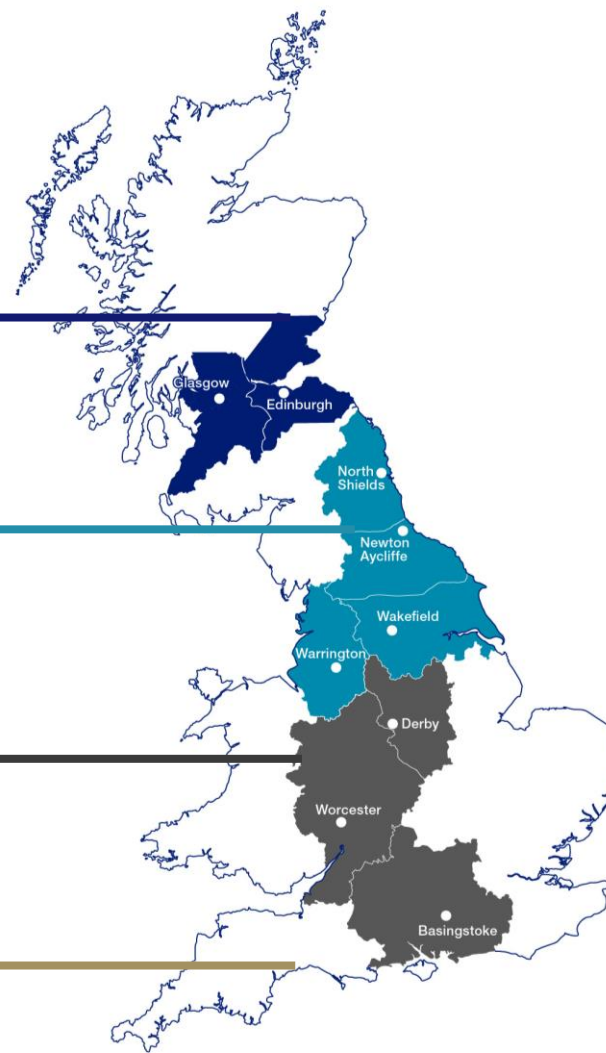 Glasgow
Edinburgh
North
Shields
Newton
Aycliffe
Wakefield
Warrington
Derby
Worcester
Basingstoke